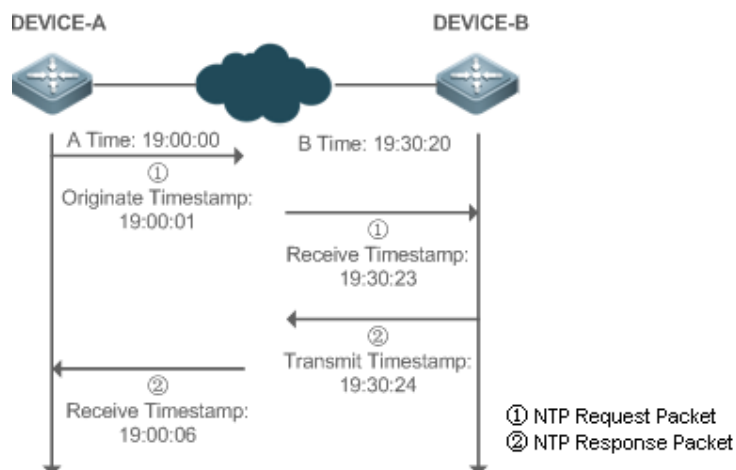 DEVICE-A
DEVICE-B
A Time: 19:00:00
B Time: 19:30:20
①
Originate Timestamp:
19:00:01
①
Receive Timestamp:
19:30:23
②
Transmit Timestamp:
19:30:24
②
Receive Timestamp:
19:00:06
① NTP Request Packet
② NTP Response Packet